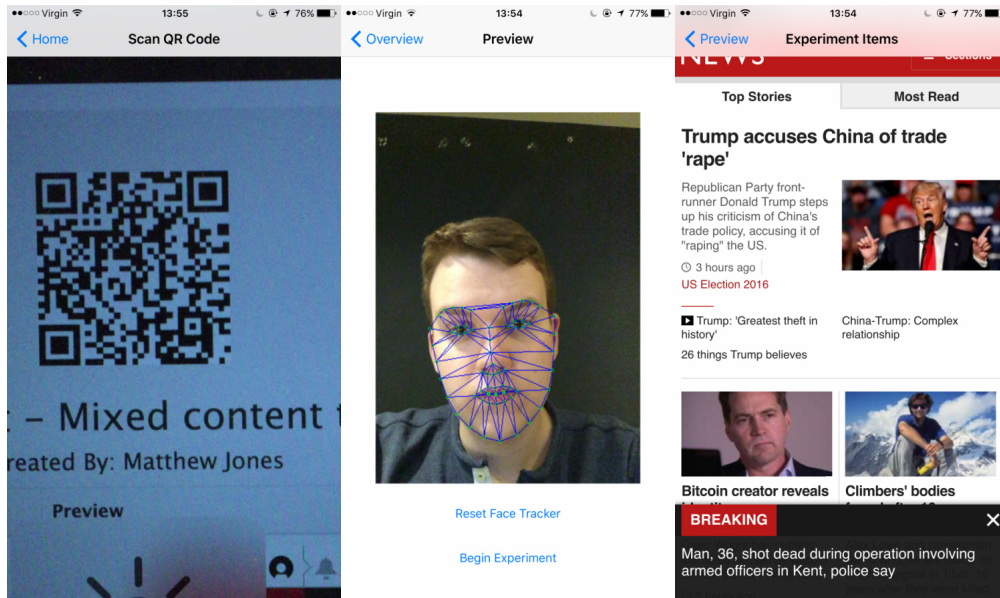 ●●○○○ Virgin
13:55
76%
Home
Scan QR Code
– Mixed content
reated By: Matthew Jones
Preview
●●○○○ Virgin
13:54
77%
Overview
Preview
Reset Face Tracker
Begin Experiment
●●○○○ Virgin
13:54
77%
Preview
Experiment Items
NEWS
Sections
Top Stories
Most Read
Trump accuses China of trade
'rape'
Republican Party front-
runner Donald Trump steps
up his criticism of China's
trade policy, accusing it of
"raping" the US.
3 hours ago
US Election 2016
Trump: 'Greatest theft in
history'
China-Trump: Complex
relationship
26 things Trump believes
Bitcoin creator reveals
Climbers' bodies
BREAKING
Man, 36, shot dead during operation involving
armed officers in Kent, police say